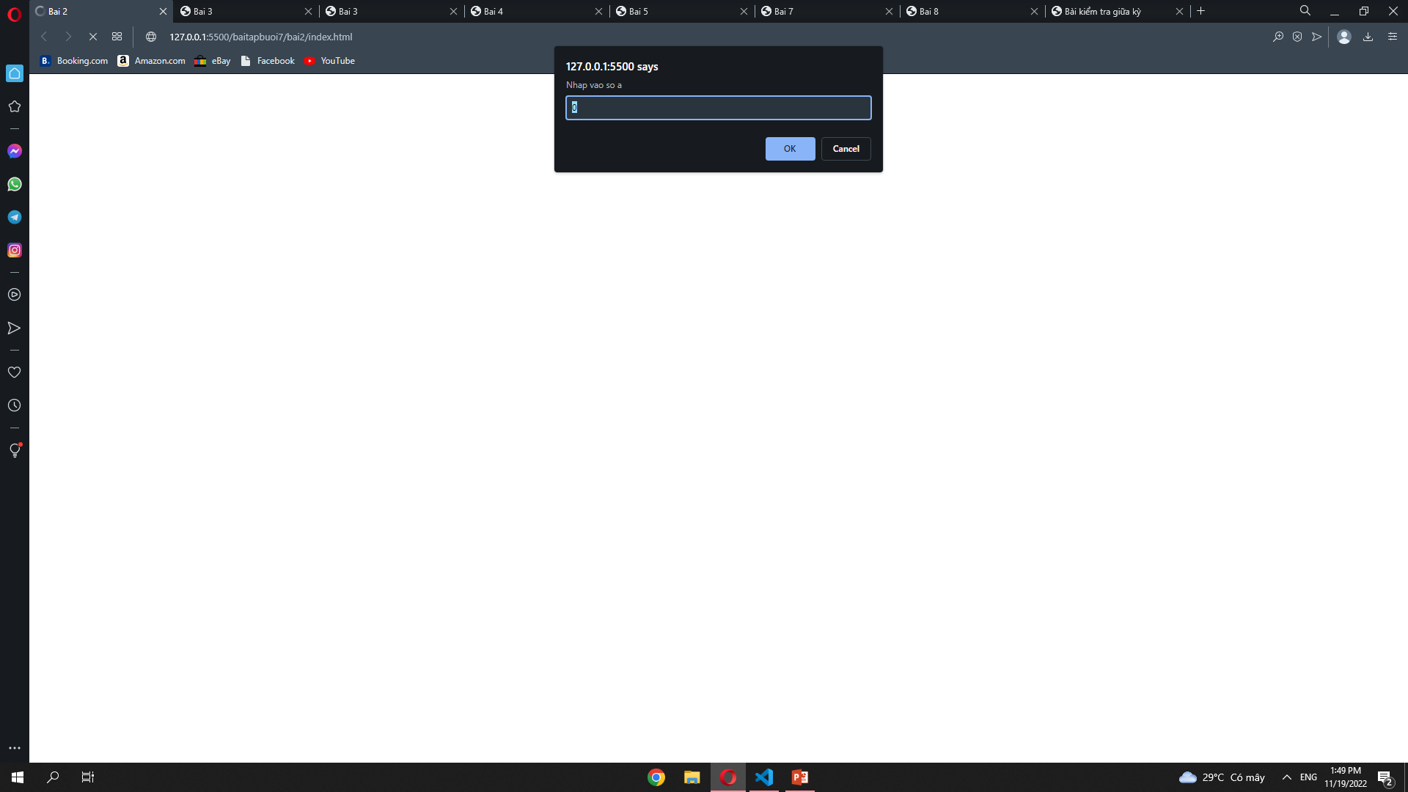 Bai 2
Bai 3
Bai 3
Bai 4
Bai 5
Bai 7
Bai 8
Bài kiểm tra giữa kỳ
127.0.0.1:5500/baitapbuoi7/bai2/index.html
B. Booking.com
a Amazon.com
eBay
Facebook
YouTube
127.0.0.1:5500 says
Nhap vao so a
0
OK
Cancel
29°C Có mây
ENG
1:49 PM
11/19/2022
2